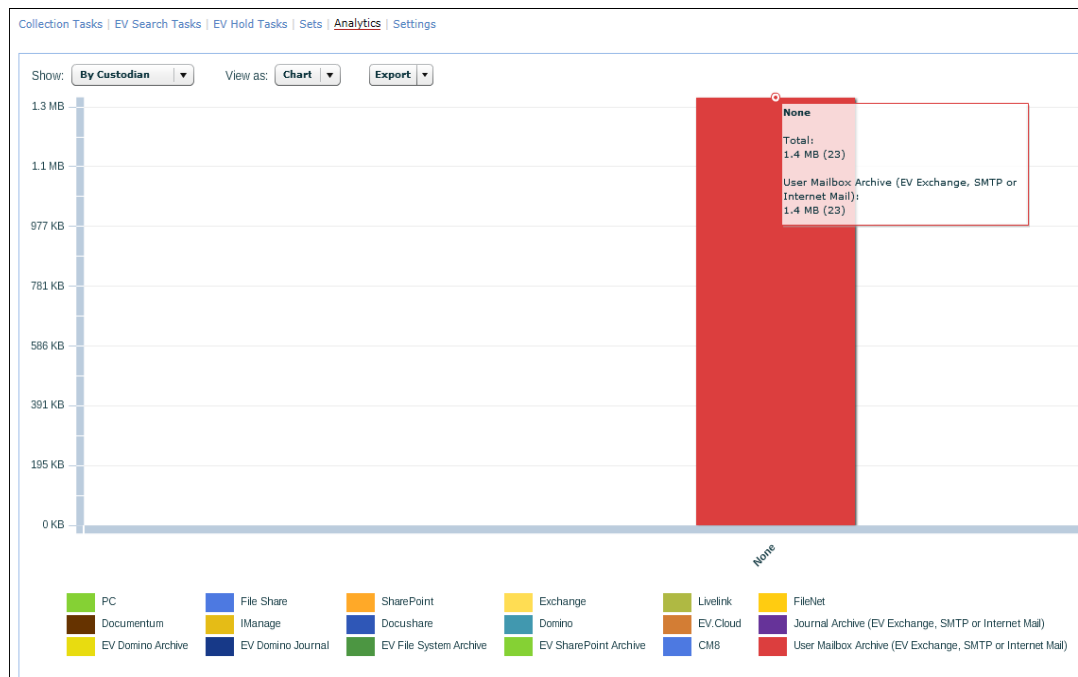 Collection Tasks | EV Search Tasks | EV Hold Tasks | Sets | Analytics | Settings
Show: By Custodian View as: Chart Export
1.3 MB
None
Total:
1.4 MB (23)
User Mailbox Archive (EV Exchange, SMTP or
Internet Mail):
1.4 MB (23)
1.1 MB
977 KB
781 KB
586 KB
391 KB
195 KB
0 KB
None
PC File Share SharePoint Exchange Livelink FileNet
Documentum IManage Docushare Domino EV.Cloud Journal Archive (EV Exchange, SMTP or Internet Mail)
EV Domino Archive EV Domino Journal EV File System Archive EV SharePoint Archive CM8 User Mailbox Archive (EV Exchange, SMTP or Internet Mail)